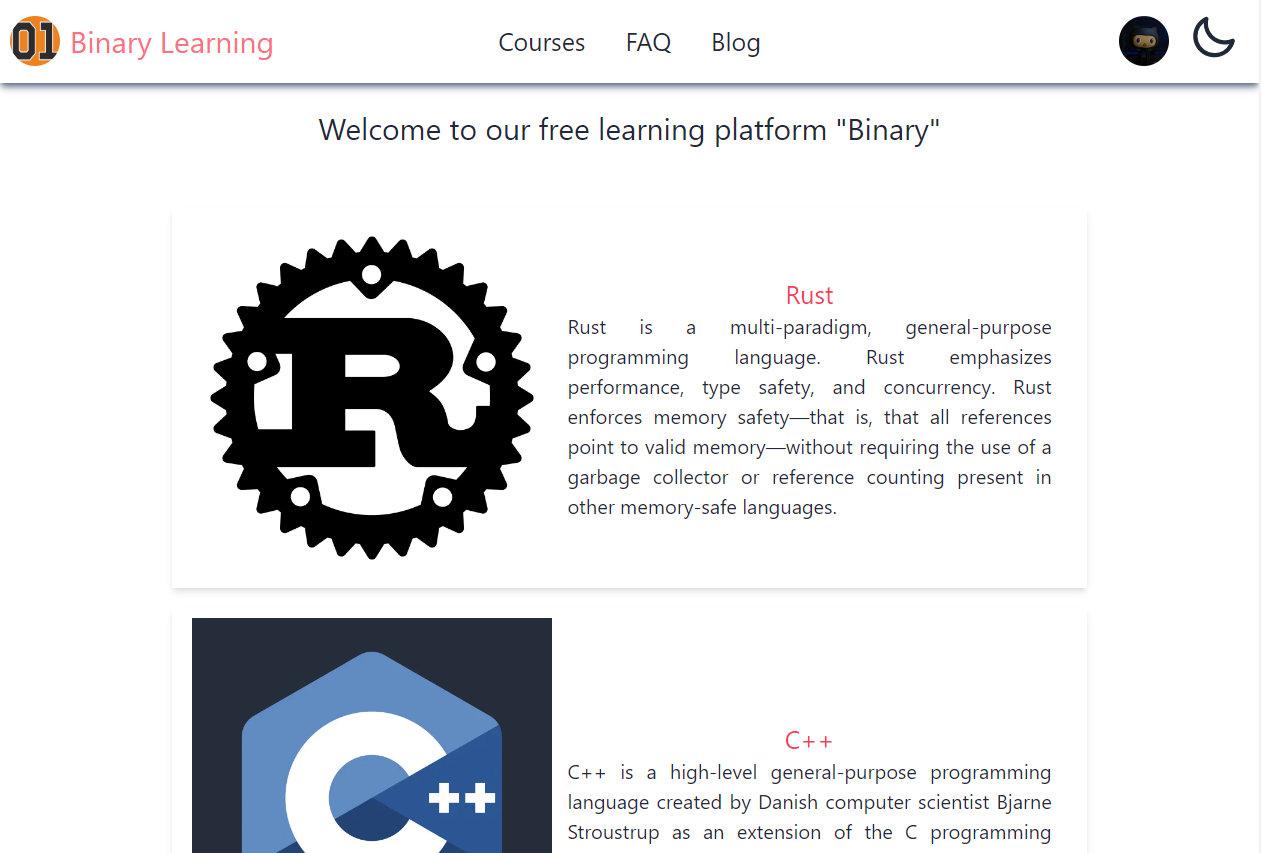 01 Binary Learning
Courses FAQ Blog
Welcome to our free learning platform "Binary"
R
Rust
Rust is a multi-paradigm, general-purpose
programming language. Rust emphasizes
performance, type safety, and concurrency. Rust
enforces memory safety—that is, that all references
point to valid memory—without requiring the use of a
garbage collector or reference counting present in
other memory-safe languages.
C++
C++
C++ is a high-level general-purpose programming
language created by Danish computer scientist Bjarne
Stroustrup as an extension of the C programming